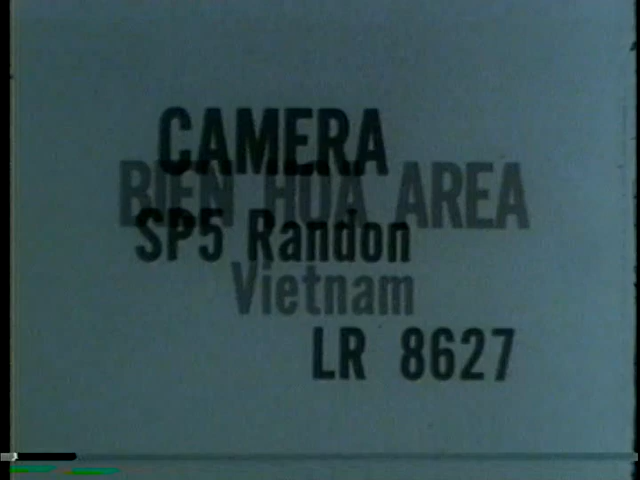 CAMERA
BIEN HOA AREA
SP5 Randon
Vietnam
LR 8627